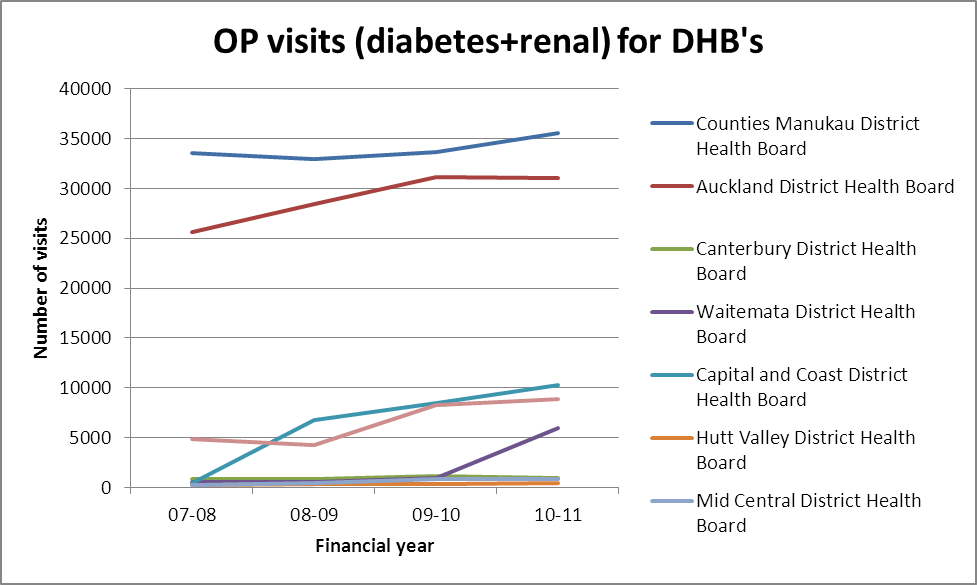 OP visits (diabetes+renal) for DHB's
40000
35000
30000
25000
20000
15000
10000
5000
0
Number of visits
07-08
08-09
09-10
10-11
Financial year
Counties Manukau District
Health Board
Auckland District Health Board
Canterbury District Health
Board
Waitemata District Health
Board
Capital and Coast District
Health Board
Hutt Valley District Health
Board
Mid Central District Health
Board